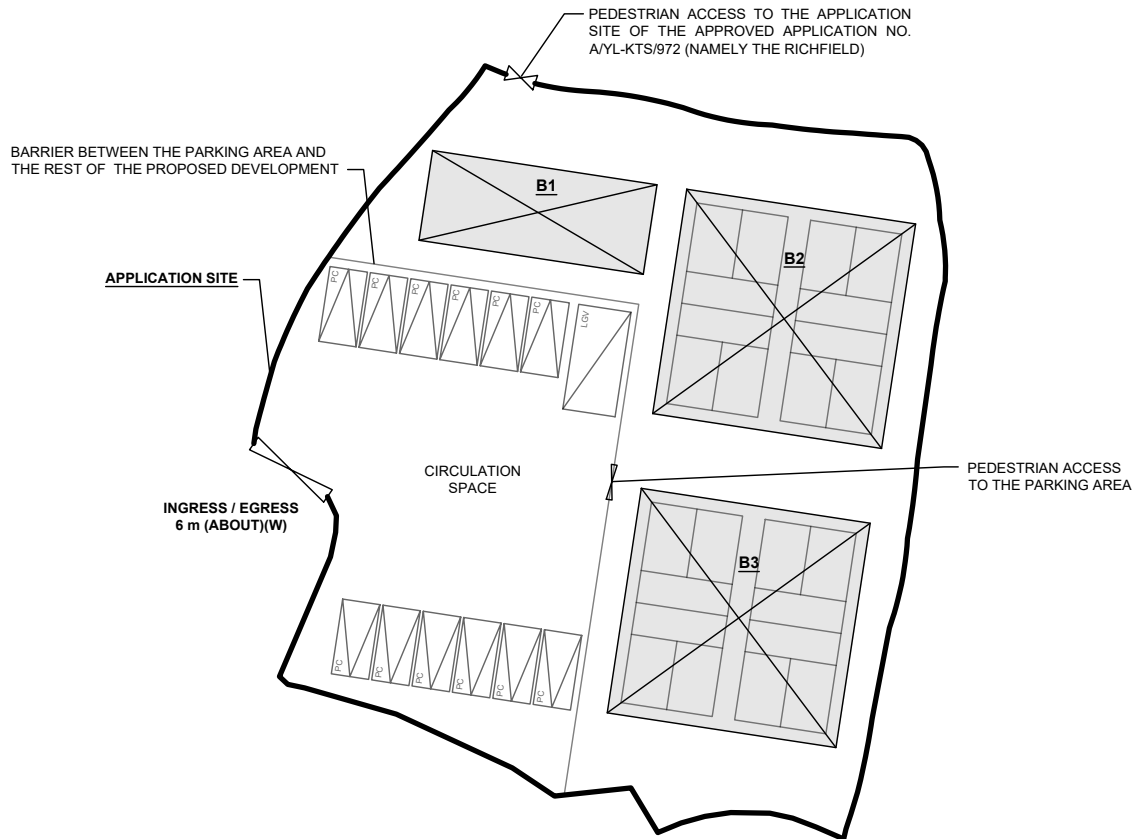 PEDESTRIAN ACCESS TO THE APPLICATION
SITE OF THE APPROVED APPLICATION NO.
A/YL-KTS/972 (NAMELY THE RICHFIELD)
BARRIER BETWEEN THE PARKING AREA AND
THE REST OF THE PROPOSED DEVELOPMENT
B1
B2
APPLICATION SITE
PC
PC
PC
PC
PC
PC
LGV
CIRCULATION
SPACE
PEDESTRIAN ACCESS
TO THE PARKING AREA
INGRESS / EGRESS
6 m (ABOUT)(W)
B3
PC
PC
PC
PC
PC
PC